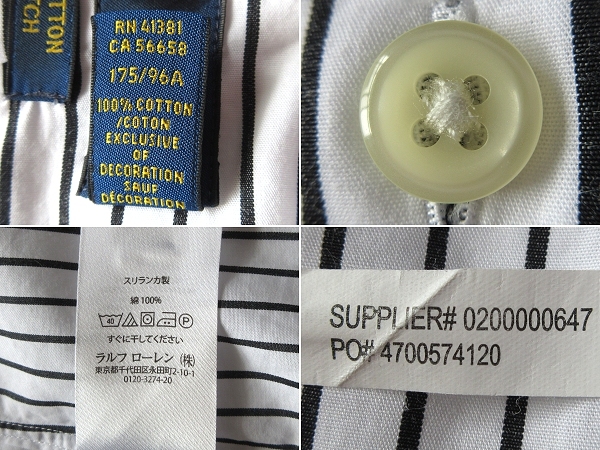 OTTON
TCH
RN 41381
CA 56658
175/96A
100% COTTON
/COTON
EXCLUSIVE
OF
DECORATION
SAUF
DECORATION
スリランカ製
綿 100%
40
すぐに干してください
ラルフ ローレン (株)
東京都千代田区永田町2-10-1
0120-3274-20
SUPPLIER# 0200000647
PO# 4700574120